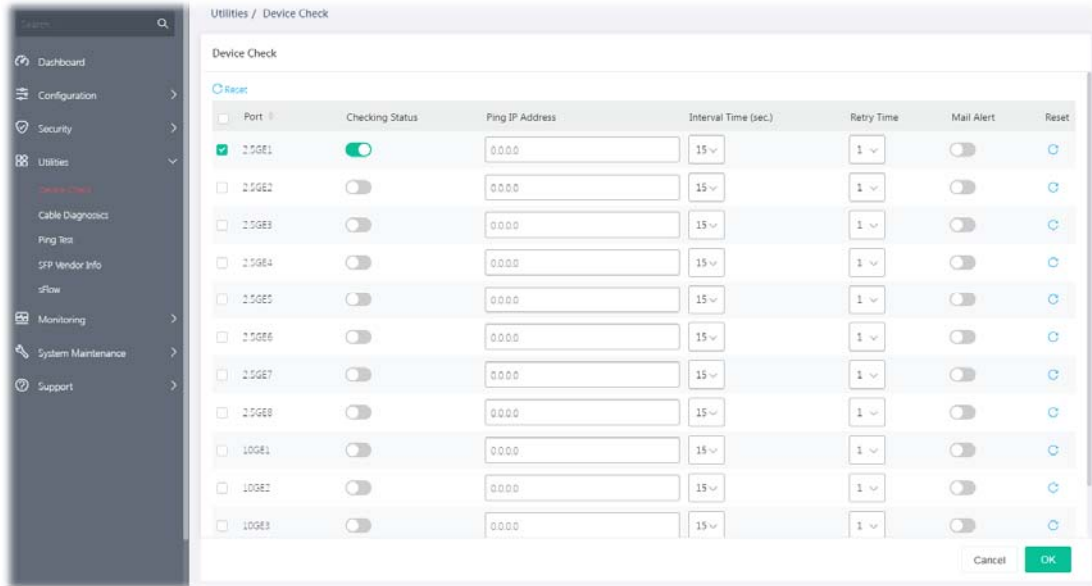 Search...
Utilities / Device Check
Dashboard
Configuration
Security
Utilities
Device Check
Cable Diagnostics
Ping Test
SFP Vendor Info
sFlow
Monitoring
System Maintenance
Support
Device Check
Reset
Port Checking Status Ping IP Address Interval Time (sec.) Retry Time Mail Alert Reset
2.5GE1 0.0.0.0 15 1
2.5GE2 0.0.0.0 15 1
2.5GE3 0.0.0.0 15 1
2.5GE4 0.0.0.0 15 1
2.5GE5 0.0.0.0 15 1
2.5GE6 0.0.0.0 15 1
2.5GE7 0.0.0.0 15 1
2.5GE8 0.0.0.0 15 1
10GE1 0.0.0.0 15 1
10GE2 0.0.0.0 15 1
10GE3 0.0.0.0 15 1
Cancel OK